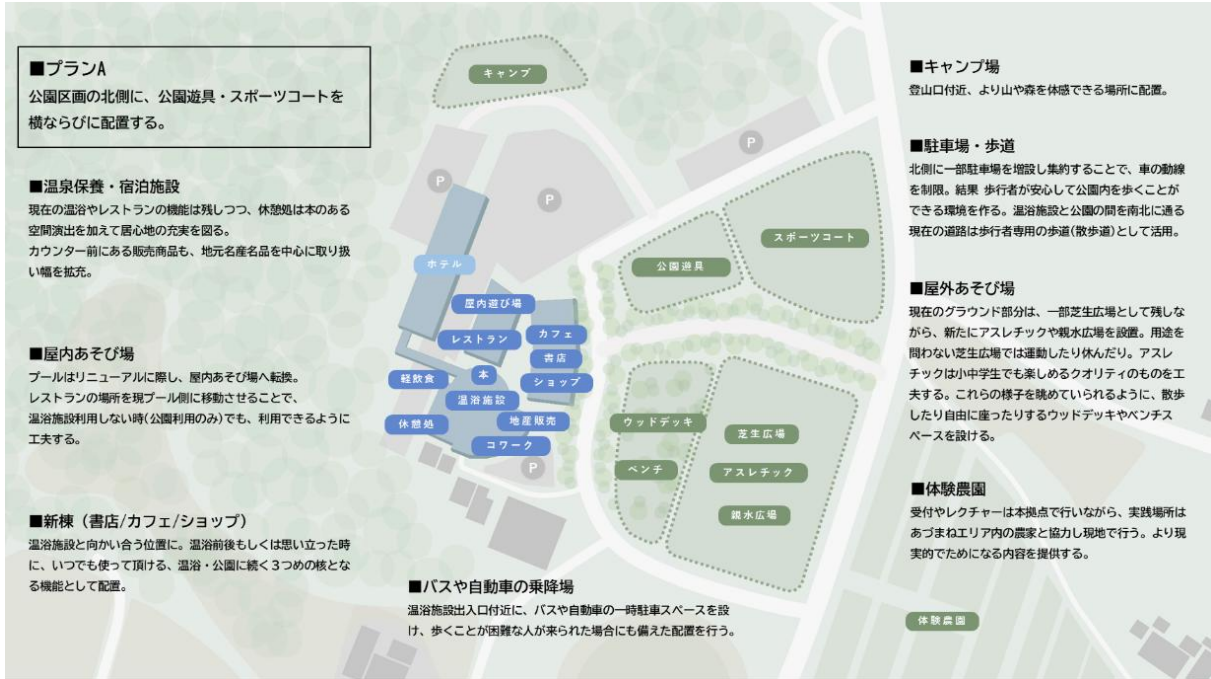 ■プランA
公園区画の北側に、公園遊具・スポーツコートを
横ならびに配置する。
■温泉保養・宿泊施設
現在の温浴やレストランの機能は残しつつ、休憩処は本のある
空間演出を加えて居心地の充実を図る。
カウンター前にある販売商品も、地元名産名品を中心に取り扱
い幅を拡充。
■屋内あそび場
プールはリニューアルに際し、屋内あそび場へ転換。
レストランの場所を現プール側に移動させることで、
温浴施設利用しない時(公園利用のみ)でも、利用できるように
工夫する。
■新棟（書店/カフェ/ショップ）
温浴施設と向かい合う位置に。温浴前後もしくは思い立った時
に、いつでも使って頂ける、温浴・公園に続く３つめの核とな
る機能として配置。
キャンプ
P
P
P
スポーツコート
公園遊具
ホテル
屋内遊び場
レストラン
カフェ
書店
ショップ
軽飲食
本
温浴施設
休憩処
地産販売
コワーク
P
ウッドデッキ
ベンチ
芝生広場
アスレチック
親水広場
■バスや自動車の乗降場
温浴施設出入口付近に、バスや自動車の一時駐車スペースを設
け、歩くことが困難な人が来られた場合にも備えた配置を行う。
■キャンプ場
登山口付近、より山や森を体感できる場所に配置。
■駐車場・歩道
北側に一部駐車場を増設し集約することで、車の動線
を制限。結果 歩行者が安心して公園内を歩くことが
できる環境を作る。温浴施設と公園の間を南北に通る
現在の道路は歩行者専用の歩道(散歩道)として活用。
■屋外あそび場
現在のグラウンド部分は、一部芝生広場として残しな
がら、新たにアスレチックや親水広場を設置。用途を
問わない芝生広場では運動したり休んだり。アスレ
チックは小中学生でも楽しめるクオリティのものを工
夫する。これらの様子を眺めていられるように、散歩
したり自由に座ったりするウッドデッキやベンチス
ペースを設ける。
■体験農園
受付やレクチャーは本拠点で行いながら、実践場所は
あづまねエリア内の農家と協力し現地で行う。より現
実的でためになる内容を提供する。
体験農園